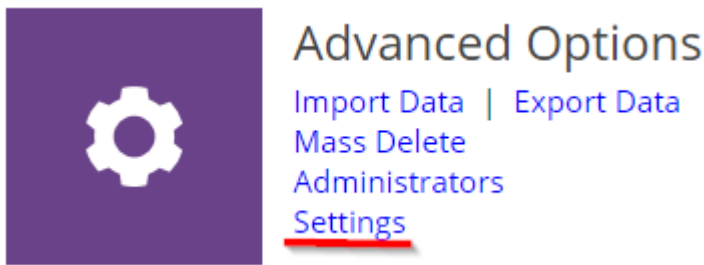 Advanced Options
Import Data | Export Data
Mass Delete
Administrators
Settings